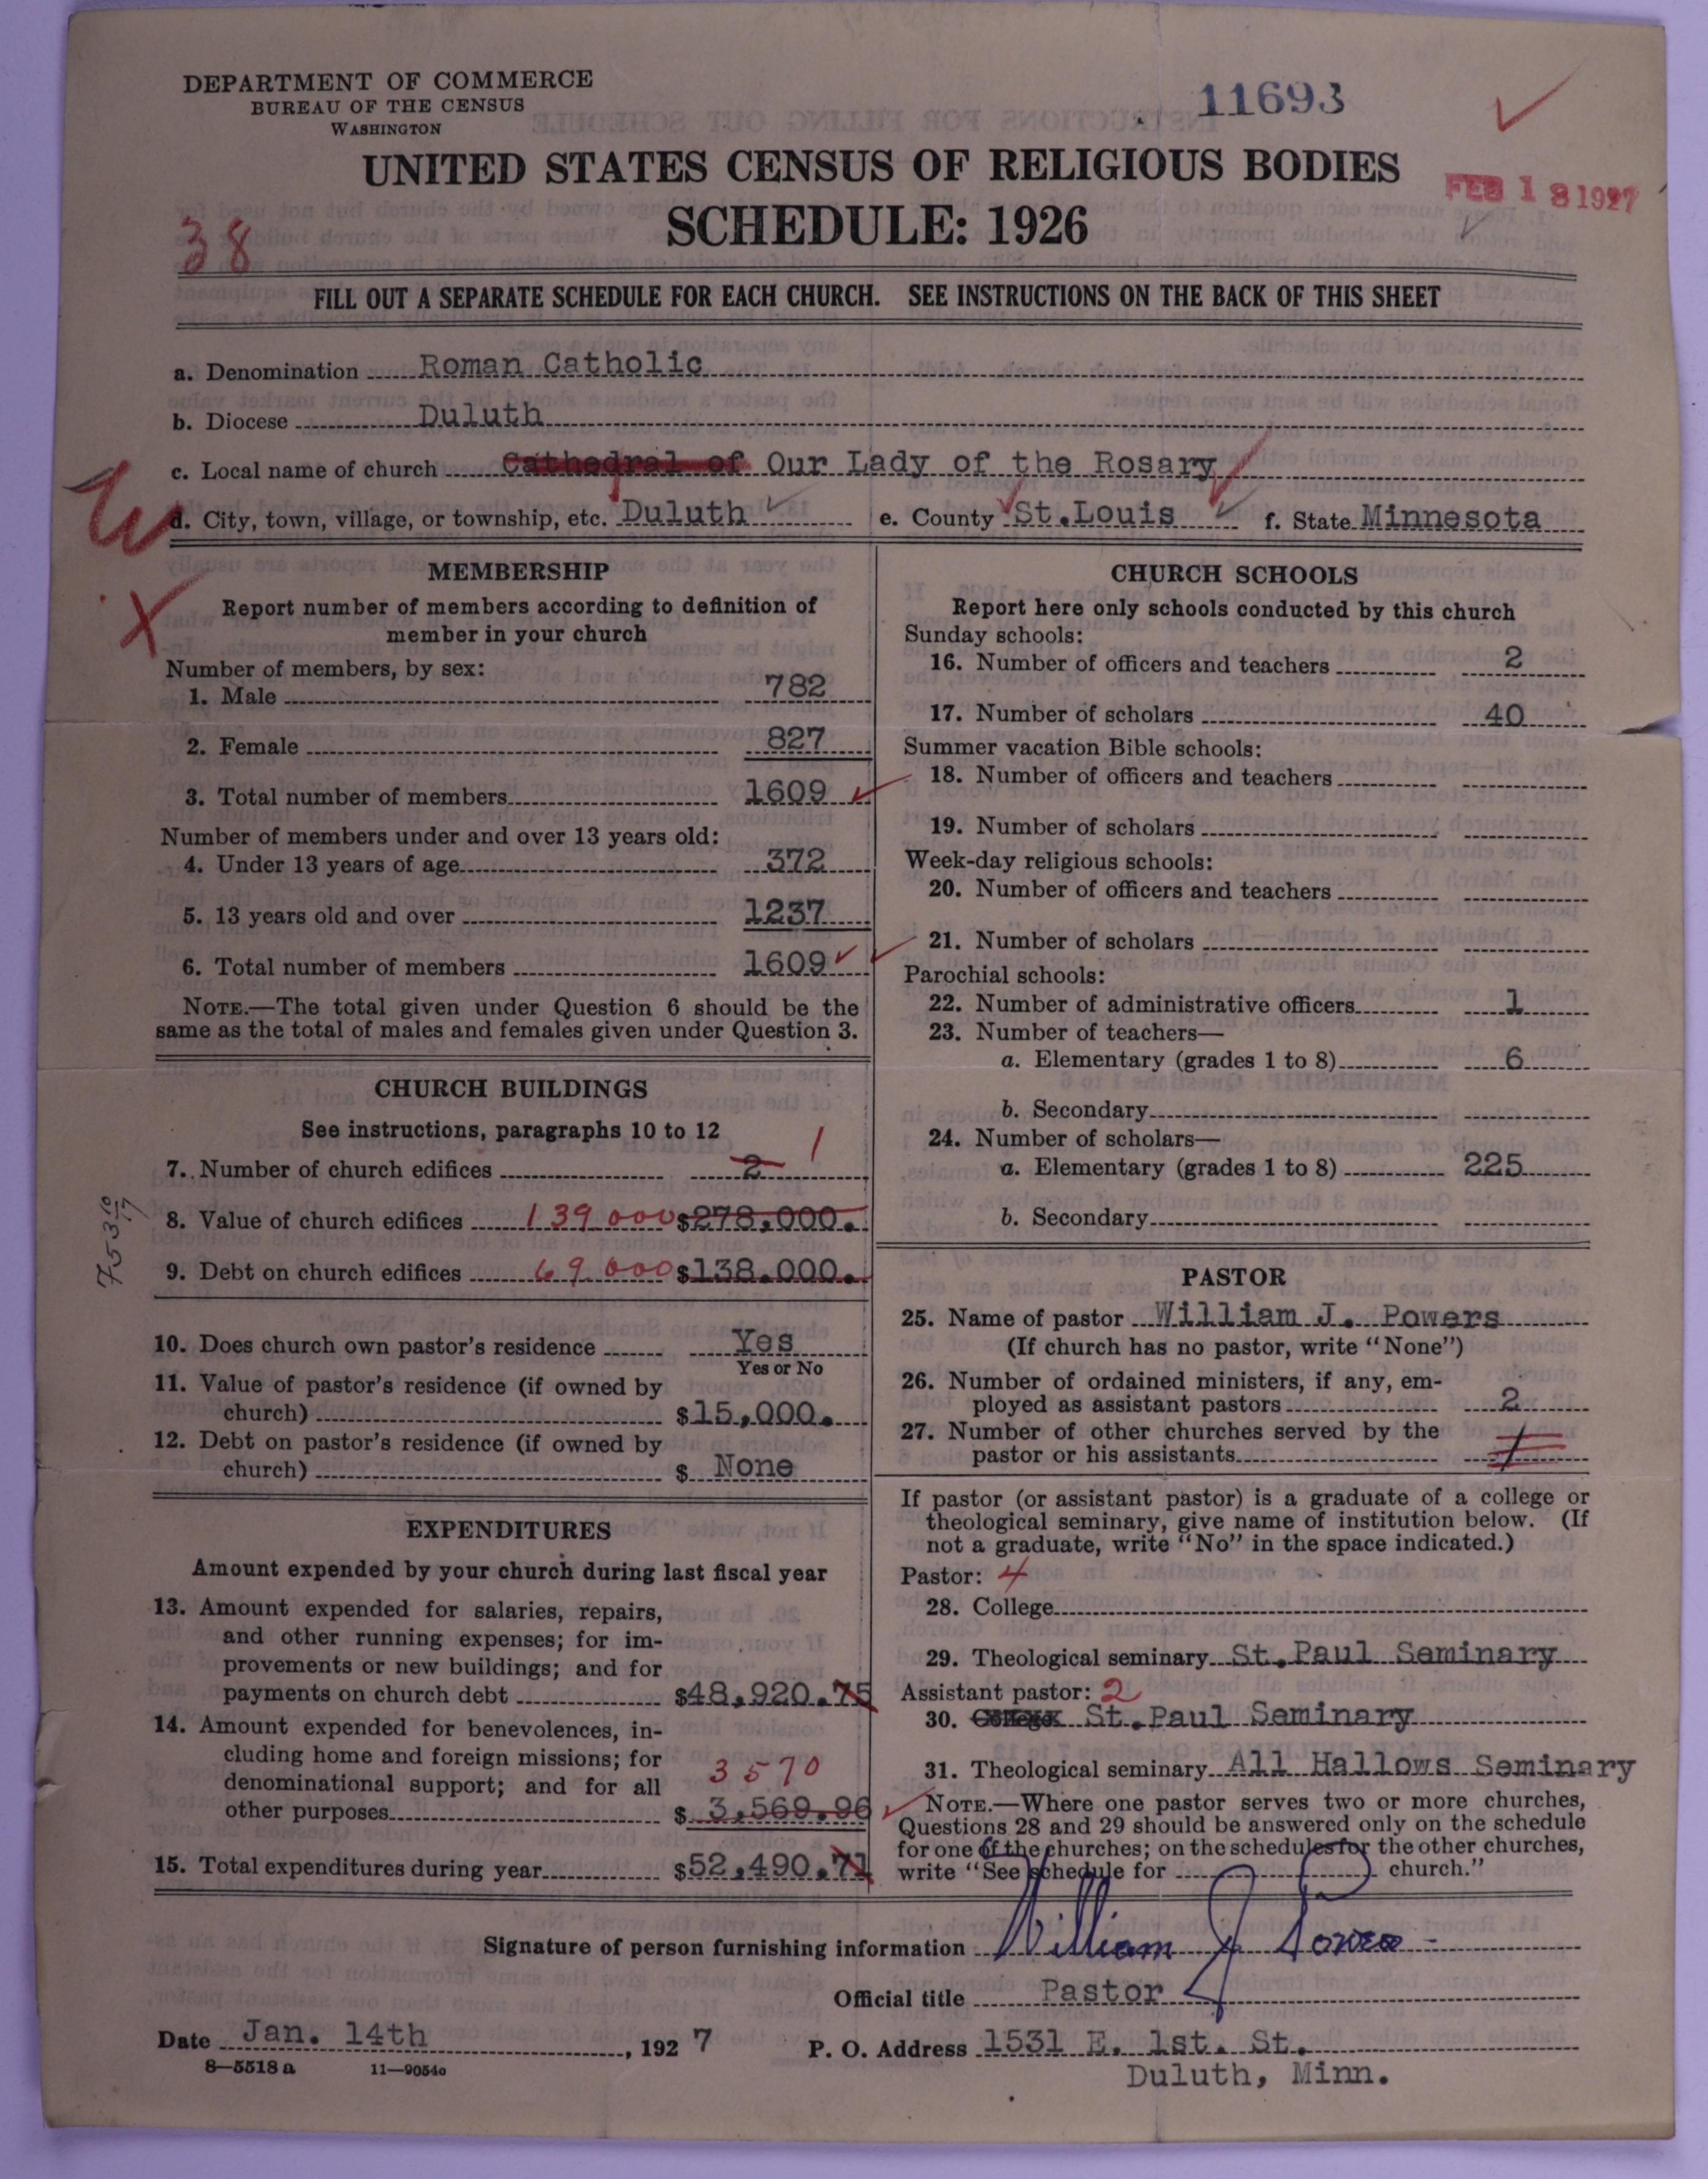 DEPARTMENT OF COMMERCE
BUREAU OF THE CENSUS
WASHINGTON
11693
UNITED STATES CENSUS OF RELIGIOUS BODIES
SCHEDULE: 1926
FEB 18 1927
38
FILL OUT A SEPARATE SCHEDULE FOR EACH CHURCH. SEE INSTRUCTIONS ON THE BACK OF THIS SHEET
a. Denomination Roman Catholic
b. Diocese Duluth
c. Local name of church Cathedral of Our Lady of the Rosary
d. City, town, village, or township, etc. Duluth e. County St.Louis f. State Minnesota
MEMBERSHIP
Report number of members according to definition of
member in your church
Number of members, by sex:
1. Male 782
2. Female 827
3. Total number of members 1609
Number of members under and over 13 years old:
4. Under 13 years of age 372
5. 13 years old and over 1237
6. Total number of members 1609
NOTE.—The total given under Question 6 should be the
same as the total of males and females given under Question 3.
CHURCH BUILDINGS
See instructions, paragraphs 10 to 12
7. Number of church edifices 2 1
8. Value of church edifices 139 000 $278,000.
9. Debt on church edifices 69 000 $138.000.
10. Does church own pastor's residence Yes
Yes or No
11. Value of pastor's residence (if owned by
church) $15,000.
12. Debt on pastor's residence (if owned by
church) $ None
EXPENDITURES
Amount expended by your church during last fiscal year
13. Amount expended for salaries, repairs,
and other running expenses; for im-
provements or new buildings; and for
payments on church debt $48,920.75
14. Amount expended for benevolences, in-
cluding home and foreign missions; for
denominational support; and for all 3570
other purposes $ 3,569.96
15. Total expenditures during year $52,490.71
CHURCH SCHOOLS
Report here only schools conducted by this church
Sunday schools:
16. Number of officers and teachers 2
17. Number of scholars 40
Summer vacation Bible schools:
18. Number of officers and teachers
19. Number of scholars
Week-day religious schools:
20. Number of officers and teachers
21. Number of scholars
Parochial schools:
22. Number of administrative officers 1
23. Number of teachers—
a. Elementary (grades 1 to 8) 6
b. Secondary
24. Number of scholars—
a. Elementary (grades 1 to 8) 225
b. Secondary
PASTOR
25. Name of pastor William J. Powers
(If church has no pastor, write "None")
26. Number of ordained ministers, if any, em-
ployed as assistant pastors 2
27. Number of other churches served by the
pastor or his assistants
If pastor (or assistant pastor) is a graduate of a college or
theological seminary, give name of institution below. (If
not a graduate, write "No" in the space indicated.)
Pastor: 4
28. College
29. Theological seminary St.Paul Seminary
Assistant pastor: 2
30. College St.Paul Seminary
31. Theological seminary All Hallows Seminary
NOTE.—Where one pastor serves two or more churches,
Questions 28 and 29 should be answered only on the schedule
for one of the churches; on the schedules for the other churches,
write "See schedule for church."
Signature of person furnishing information William J Powers
Official title Pastor
Date Jan. 14th, 1927 P. O. Address 1531 E. 1st. St.
Duluth, Minn.
8—5518a 11—9054o